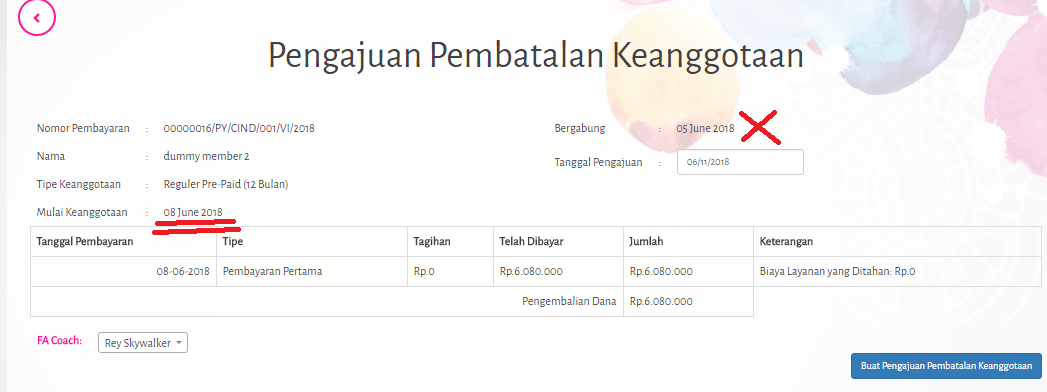 Pengajuan Pembatalan Keanggotaan
Nomor Pembayaran : 00000016/PY/CIND/001/VI/2018
Bergabung : 05 June 2018
Nama : dummy member 2
Tanggal Pengajuan : 06/11/2018
Tipe Keanggotaan : Reguler Pre-Paid (12 Bulan)
Mulai Keanggotaan : 08 June 2018
Tanggal Pembayaran Tipe Tagihan Telah Dibayar Jumlah Keterangan
08-06-2018 Pembayaran Pertama Rp.0 Rp.6.080.000 Rp.6.080.000 Biaya Layanan yang Ditahan: Rp.0
Pengembalian Dana Rp.6.080.000
FA Coach: Rey Skywalker
Buat Pengajuan Pembatalan Keanggotaan